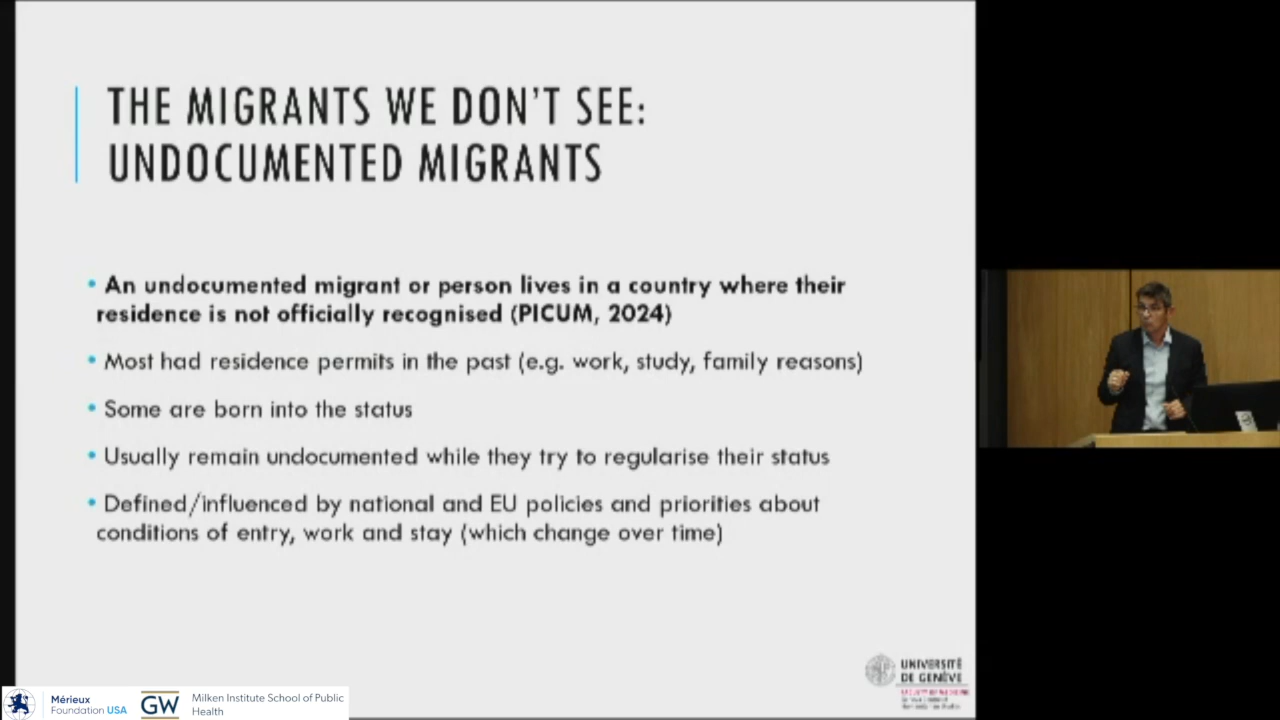 THE MIGRANTS WE DON'T SEE:
UNDOCUMENTED MIGRANTS
• An undocumented migrant or person lives in a country where their
residence is not officially recognised (PICUM, 2024)
• Most had residence permits in the past (e.g. work, study, family reasons)
• Some are born into the status
• Usually remain undocumented while they try to regularise their status
• Defined/influenced by national and EU policies and priorities about
conditions of entry, work and stay (which change over time)
UNIVERSITÉ
DE GENÈVE
FACULTY OF MEDICINE
Mérieux
Foundation USA
GW
Milken Institute School of Public
Health